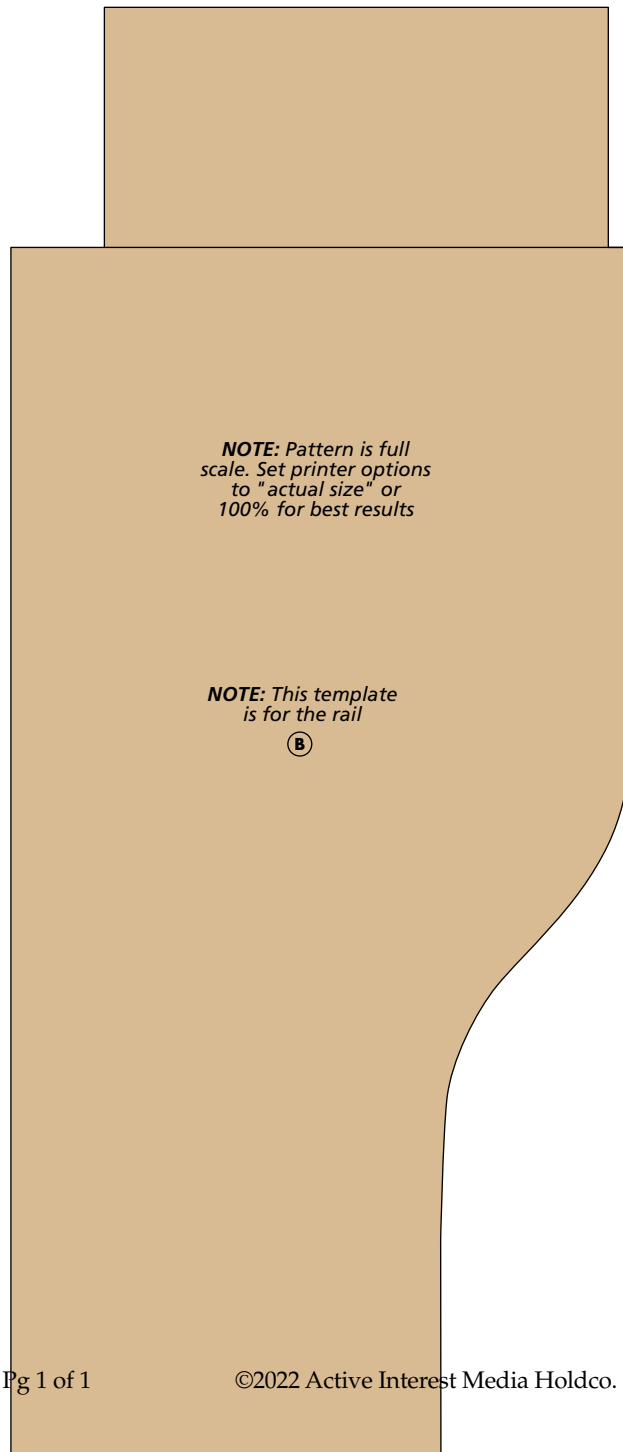 NOTE: Pattern is full
scale. Set printer options
to "actual size" or
100% for best results
NOTE: This template
is for the rail
B
Pg 1 of 1 ©2022 Active Interest Media Holdco.